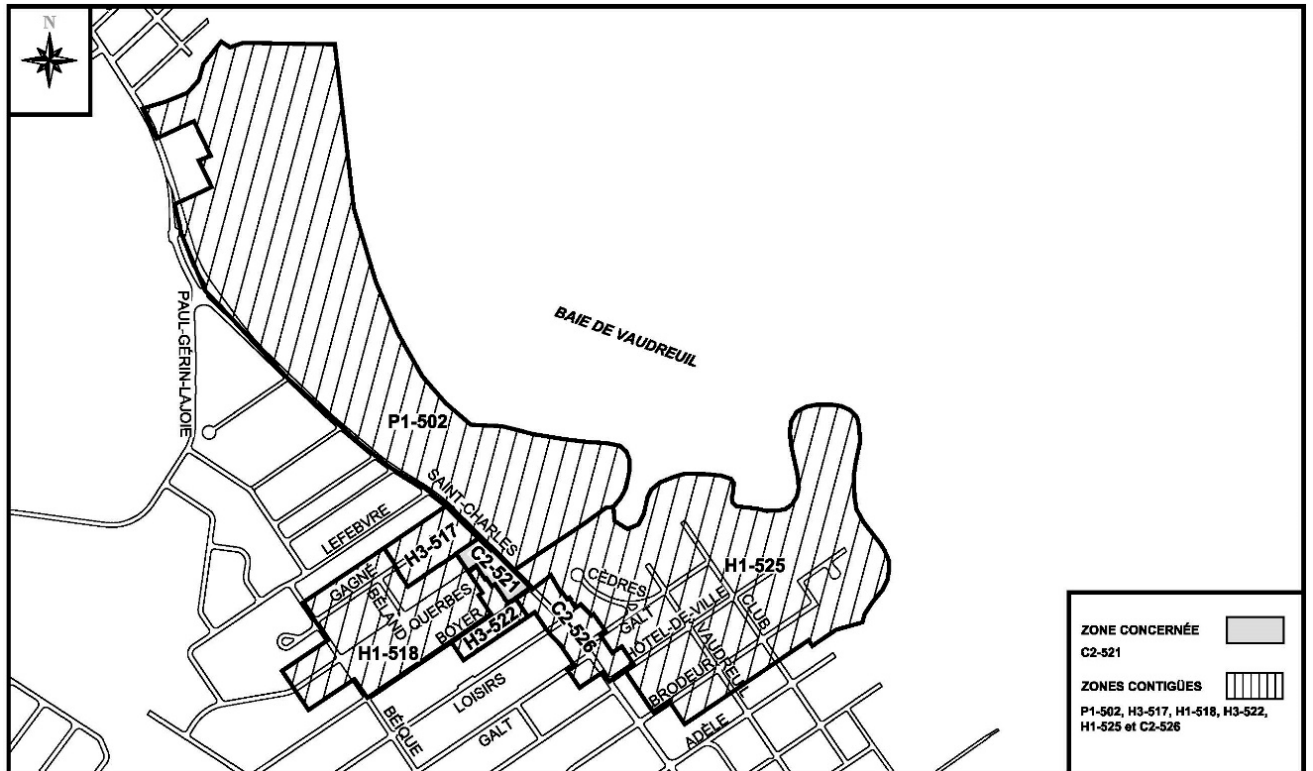 N
BAIE DE VAUDREUIL
PAUL-GÉRIN-LAJOIE
P1-502
SAINT-CHARLES
LEFEBVRE
H3-517
C2-521
GAGNÉ
BÉLAND
QUERBES
BOYER
H3-522
H1-518
CÈDRES
H1-525
C2-526
GALT
HÔTEL-DE-VILLE
CLUB
VAUDREUIL
BRODEUR
LOISIRS
BÉIQUE
GALT
ADÈLE
ZONE CONCERNÉE
C2-521
ZONES CONTIGÜES
P1-502, H3-517, H1-518, H3-522,
H1-525 et C2-526